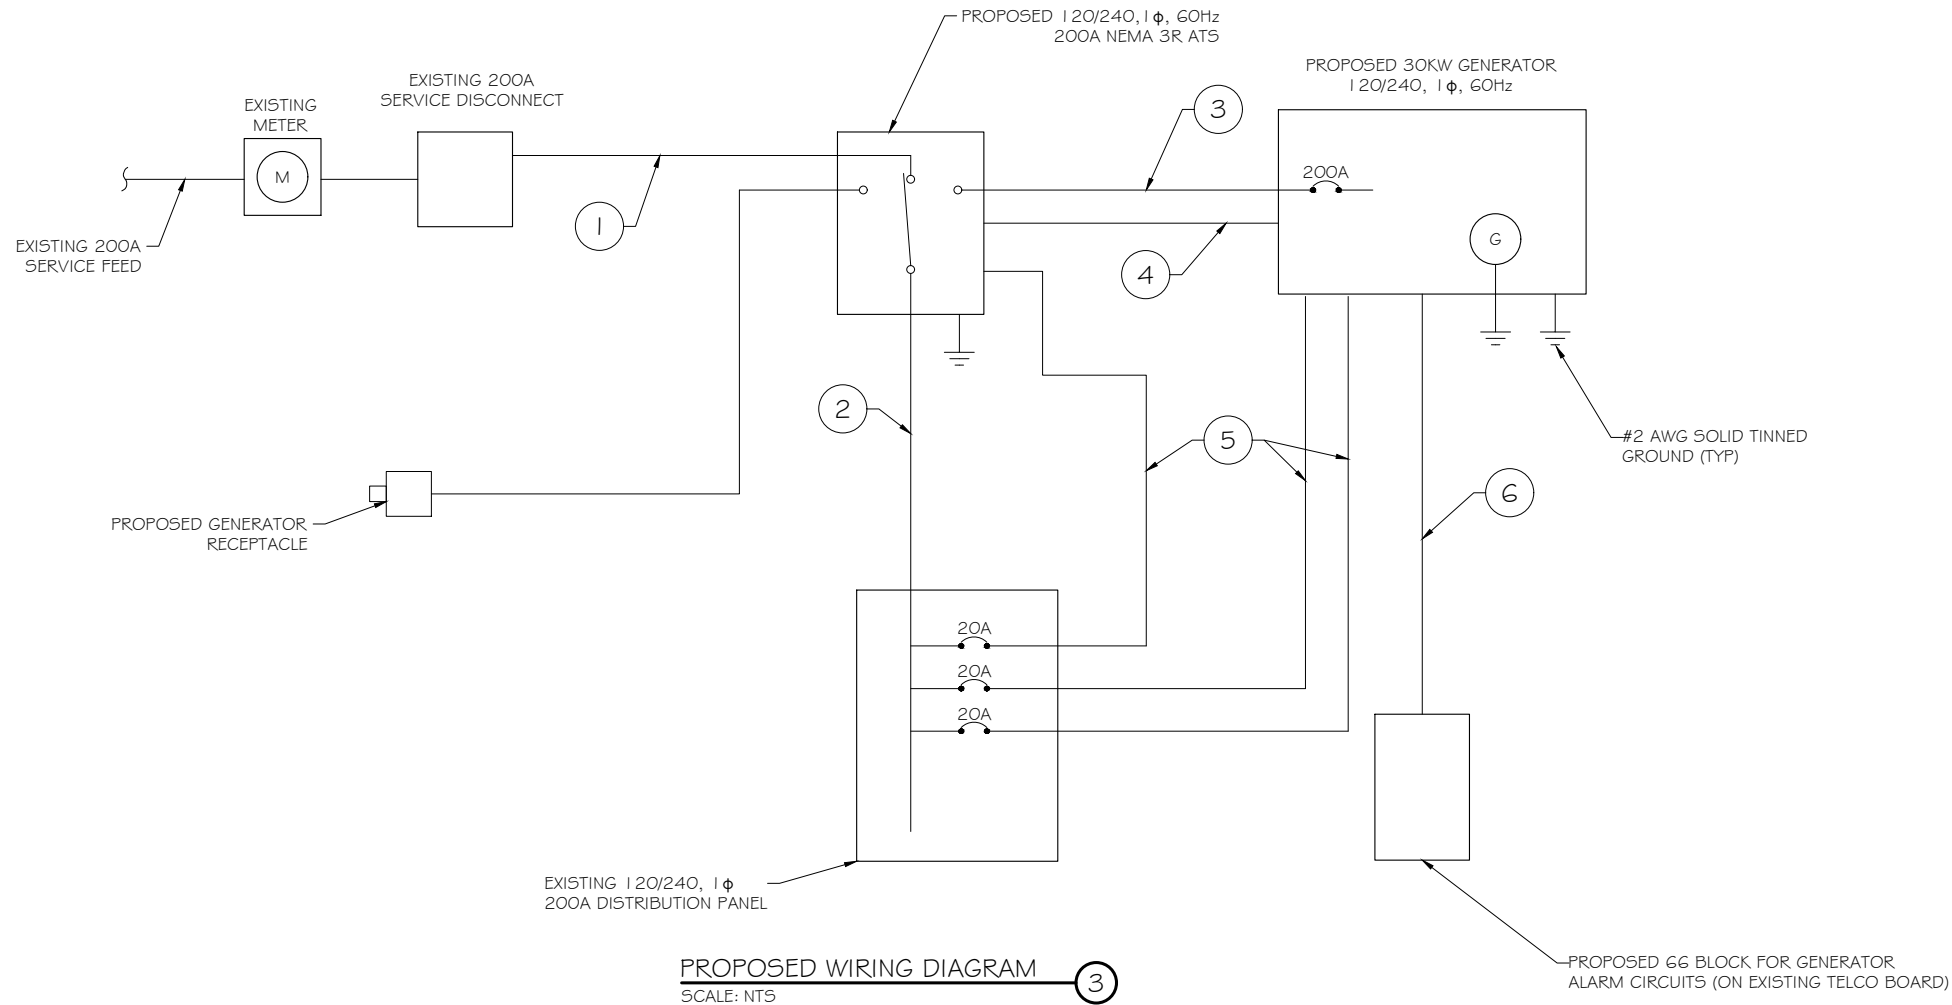 PROPOSED 120/240, 1ϕ, 60Hz
200A NEMA 3R ATS
EXISTING 200A
SERVICE DISCONNECT
PROPOSED 30KW GENERATOR
120/240, 1ϕ, 60Hz
EXISTING
METER
M
3
200A
1
G
EXISTING 200A
SERVICE FEED
4
2
5
#2 AWG SOLID TINNED
GROUND (TYP)
6
PROPOSED GENERATOR
RECEPTACLE
20A
20A
20A
EXISTING 120/240, 1ϕ
200A DISTRIBUTION PANEL
PROPOSED 66 BLOCK FOR GENERATOR
ALARM CIRCUITS (ON EXISTING TELCO BOARD)
PROPOSED WIRING DIAGRAM
3
SCALE: NTS